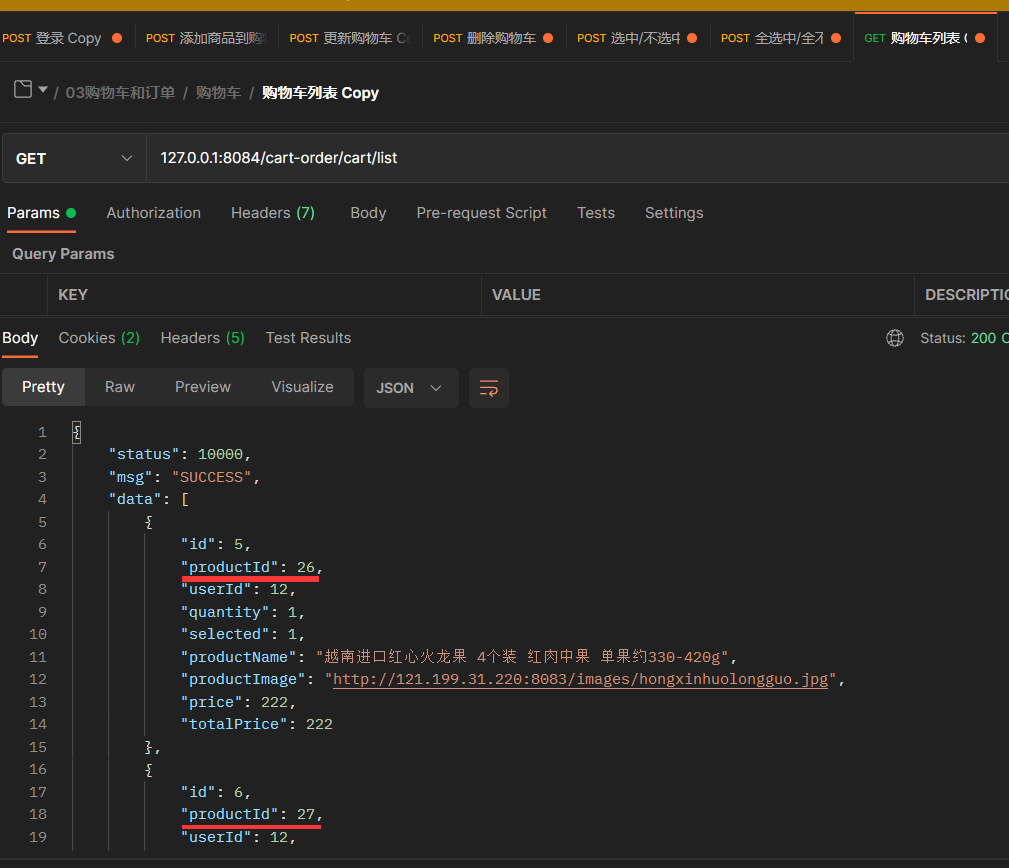 POST 登录 Copy POST 添加商品到购 POST 更新购物车 Co POST 删除购物车 POST 选中/不选中 POST 全选中/全不 GET 购物车列表 (
/ 03购物车和订单 / 购物车 / 购物车列表 Copy
GET 127.0.0.1:8084/cart-order/cart/list
Params Authorization Headers (7) Body Pre-request Script Tests Settings
Query Params
KEY VALUE DESCRIPTIO
Body Cookies (2) Headers (5) Test Results Status: 200 O
Pretty Raw Preview Visualize JSON
1 {
2 "status": 10000,
3 "msg": "SUCCESS",
4 "data": [
5 {
6 "id": 5,
7 "productId": 26,
8 "userId": 12,
9 "quantity": 1,
10 "selected": 1,
11 "productName": "越南进口红心火龙果 4个装 红肉中果 单果约330-420g",
12 "productImage": "http://121.199.31.220:8083/images/hongxinhuolongguo.jpg",
13 "price": 222,
14 "totalPrice": 222
15 },
16 {
17 "id": 6,
18 "productId": 27,
19 "userId": 12,